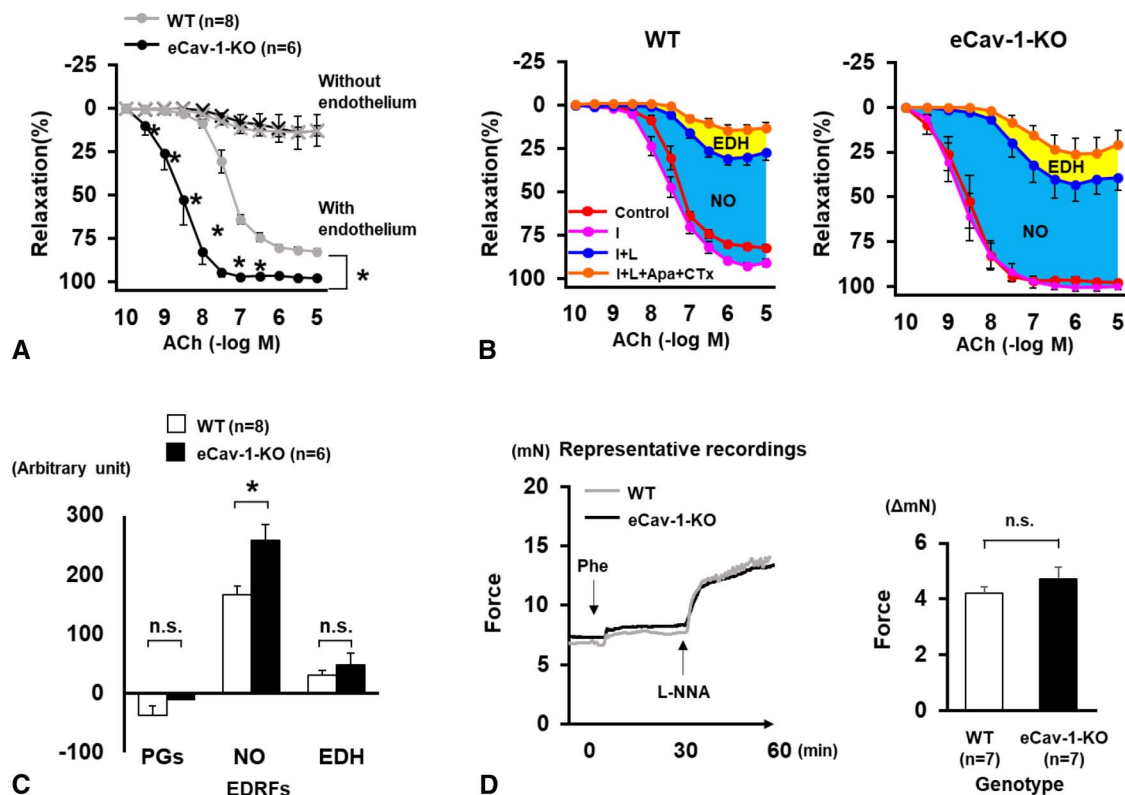 WT (n=8)
eCav-1-KO (n=6)
-25
0
25
50
75
100
Relaxation(%)
Without
endothelium
With
endothelium
*
*
*
*
*
*
*
10 9 8 7 6 5
ACh (-log M)
A
WT
-25
0
25
50
75
100
Relaxation(%)
EDH
NO
Control
I
I+L
I+L+Apa+CTx
10 9 8 7 6 5
ACh (-log M)
B
eCav-1-KO
-25
0
25
50
75
100
Relaxation(%)
EDH
NO
10 9 8 7 6 5
ACh (-log M)
WT (n=8)
eCav-1-KO (n=6)
(Arbitrary unit)
300
200
100
0
-100
n.s.
*
n.s.
PGs NO EDH
EDRFs
C
(mN) Representative recordings
WT
eCav-1-KO
20
15
10
5
0
Force
Phe
L-NNA
0 30 60 (min)
D
(ΔmN)
6
4
2
0
Force
n.s.
WT eCav-1-KO
(n=7) (n=7)
Genotype